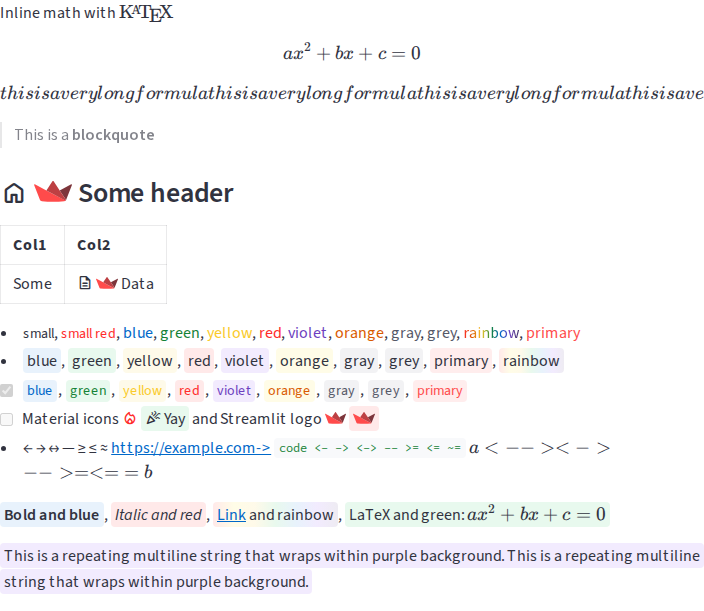 Inline math with KATEX
ax² + bx + c = 0
thisisaverylongformulathisisaverylongformulathisisaverylongformulathisisave
This is a blockquote
Some header
Col1 Col2
Some Data
small, small red, blue, green, yellow, red, violet, orange, gray, grey, rainbow, primary
blue , green , yellow , red , violet , orange , gray , grey , primary , rainbow
blue , green , yellow , red , violet , orange , gray , grey , primary
Material icons Yay and Streamlit logo
← → ↔ — ≥ ≤ ≈ https://example.com-> code <- -> <-> -- >= <= ~= a < −− >< − >
−− >=<= = b
Bold and blue , Italic and red , Link and rainbow , LaTeX and green: ax² + bx + c = 0
This is a repeating multiline string that wraps within purple background. This is a repeating multiline
string that wraps within purple background.